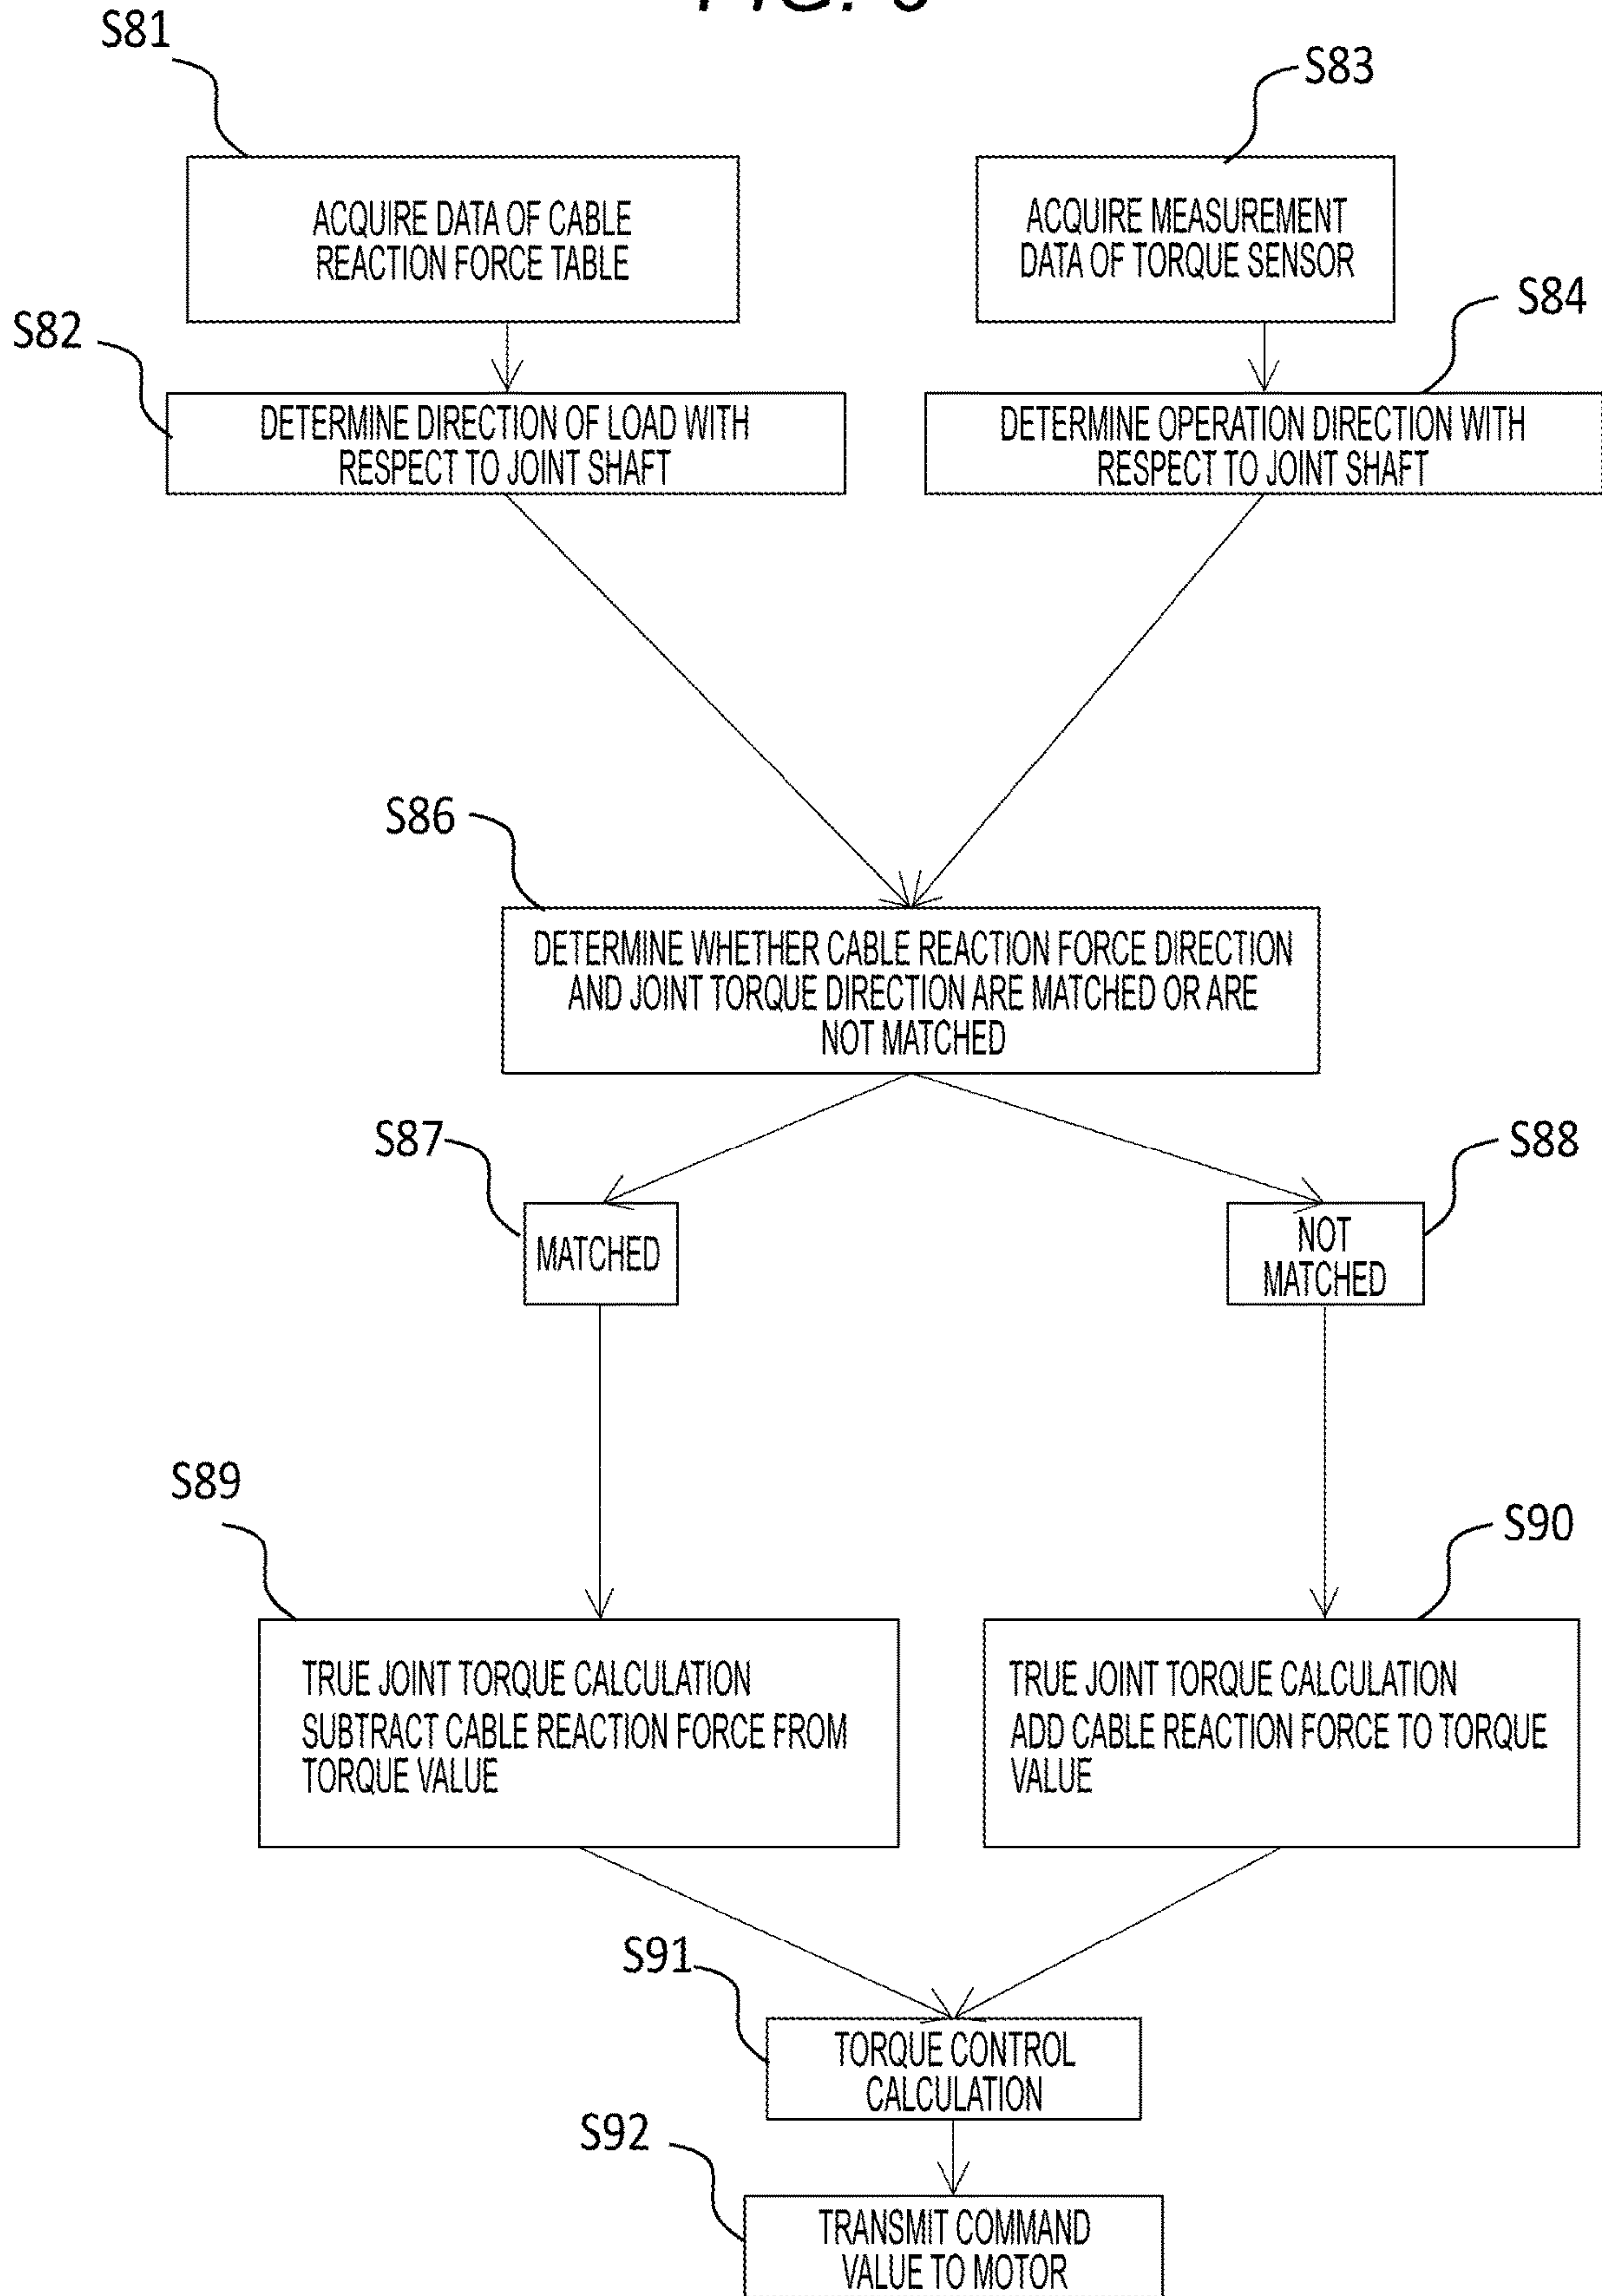 S81
S83
ACQUIRE DATA OF CABLE
REACTION FORCE TABLE
ACQUIRE MEASUREMENT
DATA OF TORQUE SENSOR
S82
S84
DETERMINE DIRECTION OF LOAD WITH
RESPECT TO JOINT SHAFT
DETERMINE OPERATION DIRECTION WITH
RESPECT TO JOINT SHAFT
S86
DETERMINE WHETHER CABLE REACTION FORCE DIRECTION
AND JOINT TORQUE DIRECTION ARE MATCHED OR ARE
NOT MATCHED
S87
S88
MATCHED
NOT
MATCHED
S89
S90
TRUE JOINT TORQUE CALCULATION
SUBTRACT CABLE REACTION FORCE FROM
TORQUE VALUE
TRUE JOINT TORQUE CALCULATION
ADD CABLE REACTION FORCE TO TORQUE
VALUE
S91
TORQUE CONTROL
CALCULATION
S92
TRANSMIT COMMAND
VALUE TO MOTOR